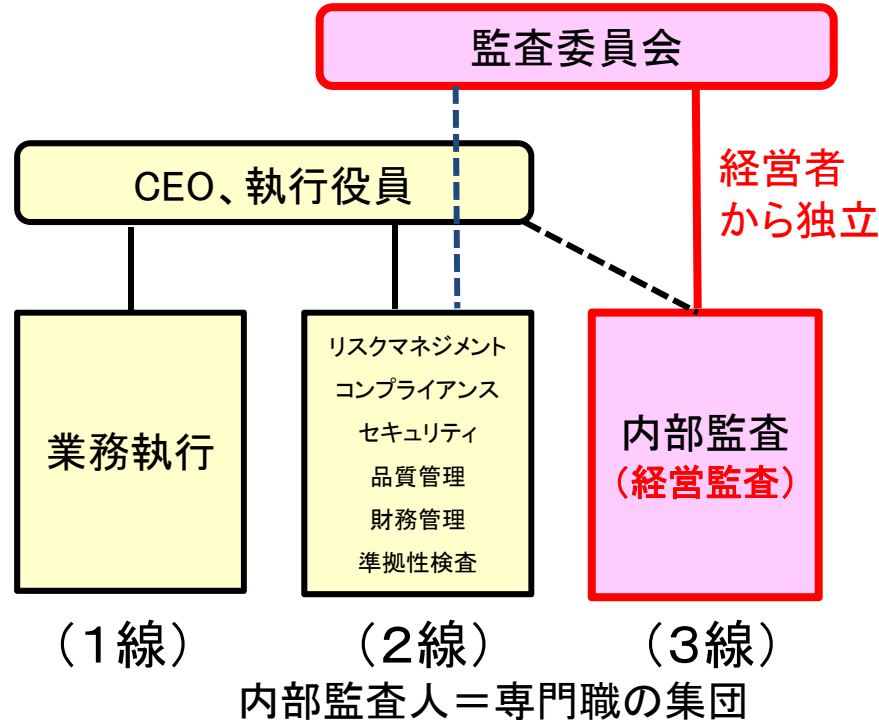 監査委員会
CEO、執行役員
経営者
から独立
業務執行
リスクマネジメント
コンプライアンス
セキュリティ
品質管理
財務管理
準拠性検査
内部監査
（経営監査）
（１線）
（２線）
（３線）
内部監査人＝専門職の集団